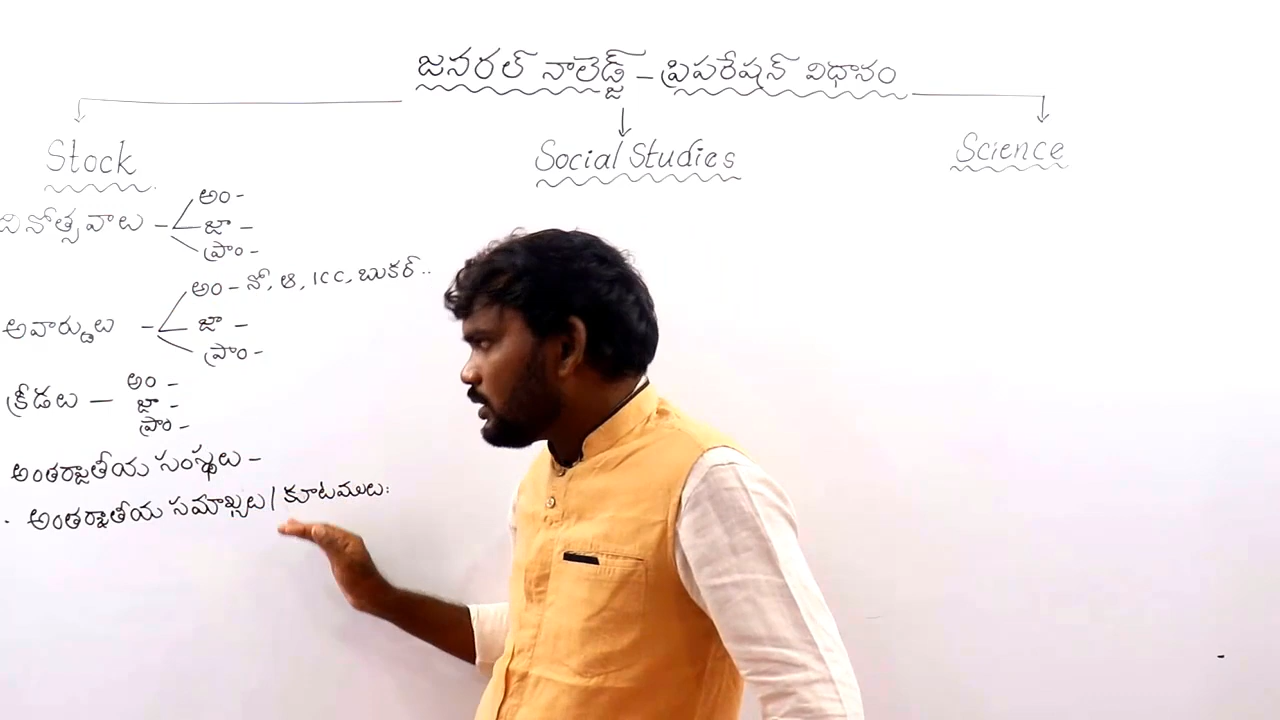 జనరల్ నాలెడ్జ్ – ప్రిపరేషన్ విధానం
Stock
Social Studies
Science
దినోత్సవాలు –
అం –
జా –
ప్రాం –
అవార్డులు –
అం – నో, ఆ, ICC, బుకర్..
జా –
ప్రాం –
క్రీడలు –
అం –
జా –
ప్రాం –
అంతర్జాతీయ సంస్థలు –
· అంతర్జాతీయ సమాఖ్యలు / కూటములు: